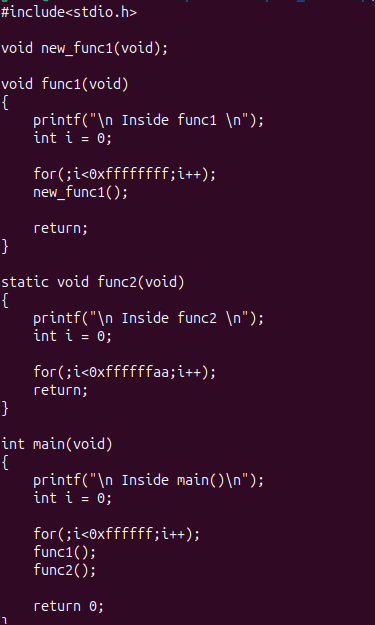 #include<stdio.h>
void new_func1(void);
void func1(void)
{
    printf("\n Inside func1 \n");
    int i = 0;
    for(;i<0xffffffff;i++);
    new_func1();
    return;
}
static void func2(void)
{
    printf("\n Inside func2 \n");
    int i = 0;
    for(;i<0xffffffaa;i++);
    return;
}
int main(void)
{
    printf("\n Inside main()\n");
    int i = 0;
    for(;i<0xffffff;i++);
    func1();
    func2();
    return 0;
}